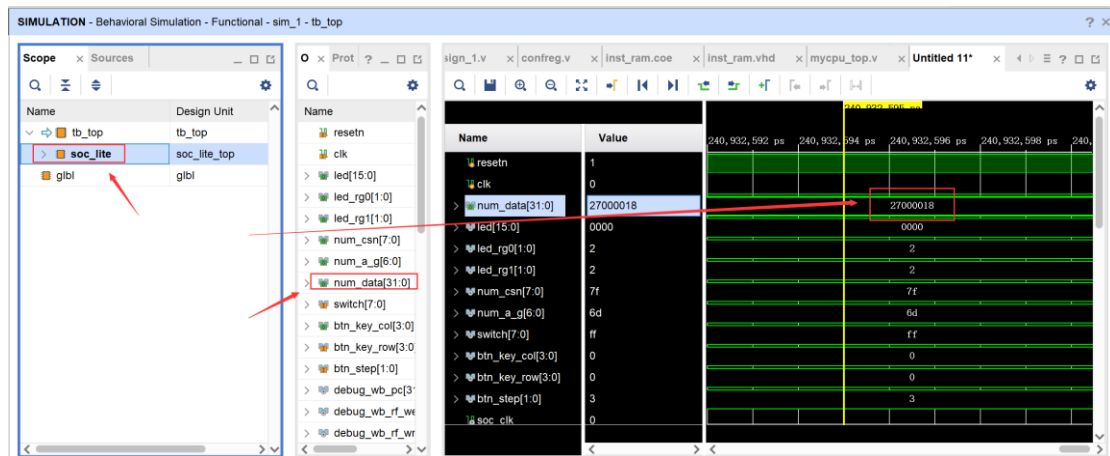 SIMULATION - Behavioral Simulation - Functional - sim_1 - tb_top
Scope
Sources
Name
Design Unit
tb_top
tb_top
soc_lite
soc_lite_top
glbl
glbl
O
Prot
Name
resetn
clk
led[15:0]
led_rg0[1:0]
led_rg1[1:0]
num_csn[7:0]
num_a_g[6:0]
num_data[31:0]
switch[7:0]
btn_key_col[3:0]
btn_key_row[3:0
btn_step[1:0]
debug_wb_pc[3
debug_wb_rf_we
debug_wb_rf_wr
sign_1.v
confreg.v
inst_ram.coe
inst_ram.vhd
mycpu_top.v
Untitled 11*
Name Value
resetn 1
clk 0
num_data[31:0] 27000018
led[15:0] 0000
led_rg0[1:0] 2
led_rg1[1:0] 2
num_csn[7:0] 7f
num_a_g[6:0] 6d
switch[7:0] ff
btn_key_col[3:0] 0
btn_key_row[3:0] 0
btn_step[1:0] 3
soc_clk 0
240,932,595 ps
240,932,592 ps 240,932,594 ps 240,932,596 ps 240,932,598 ps 240,
27000018
0000
2
2
7f
6d
ff
0
0
3